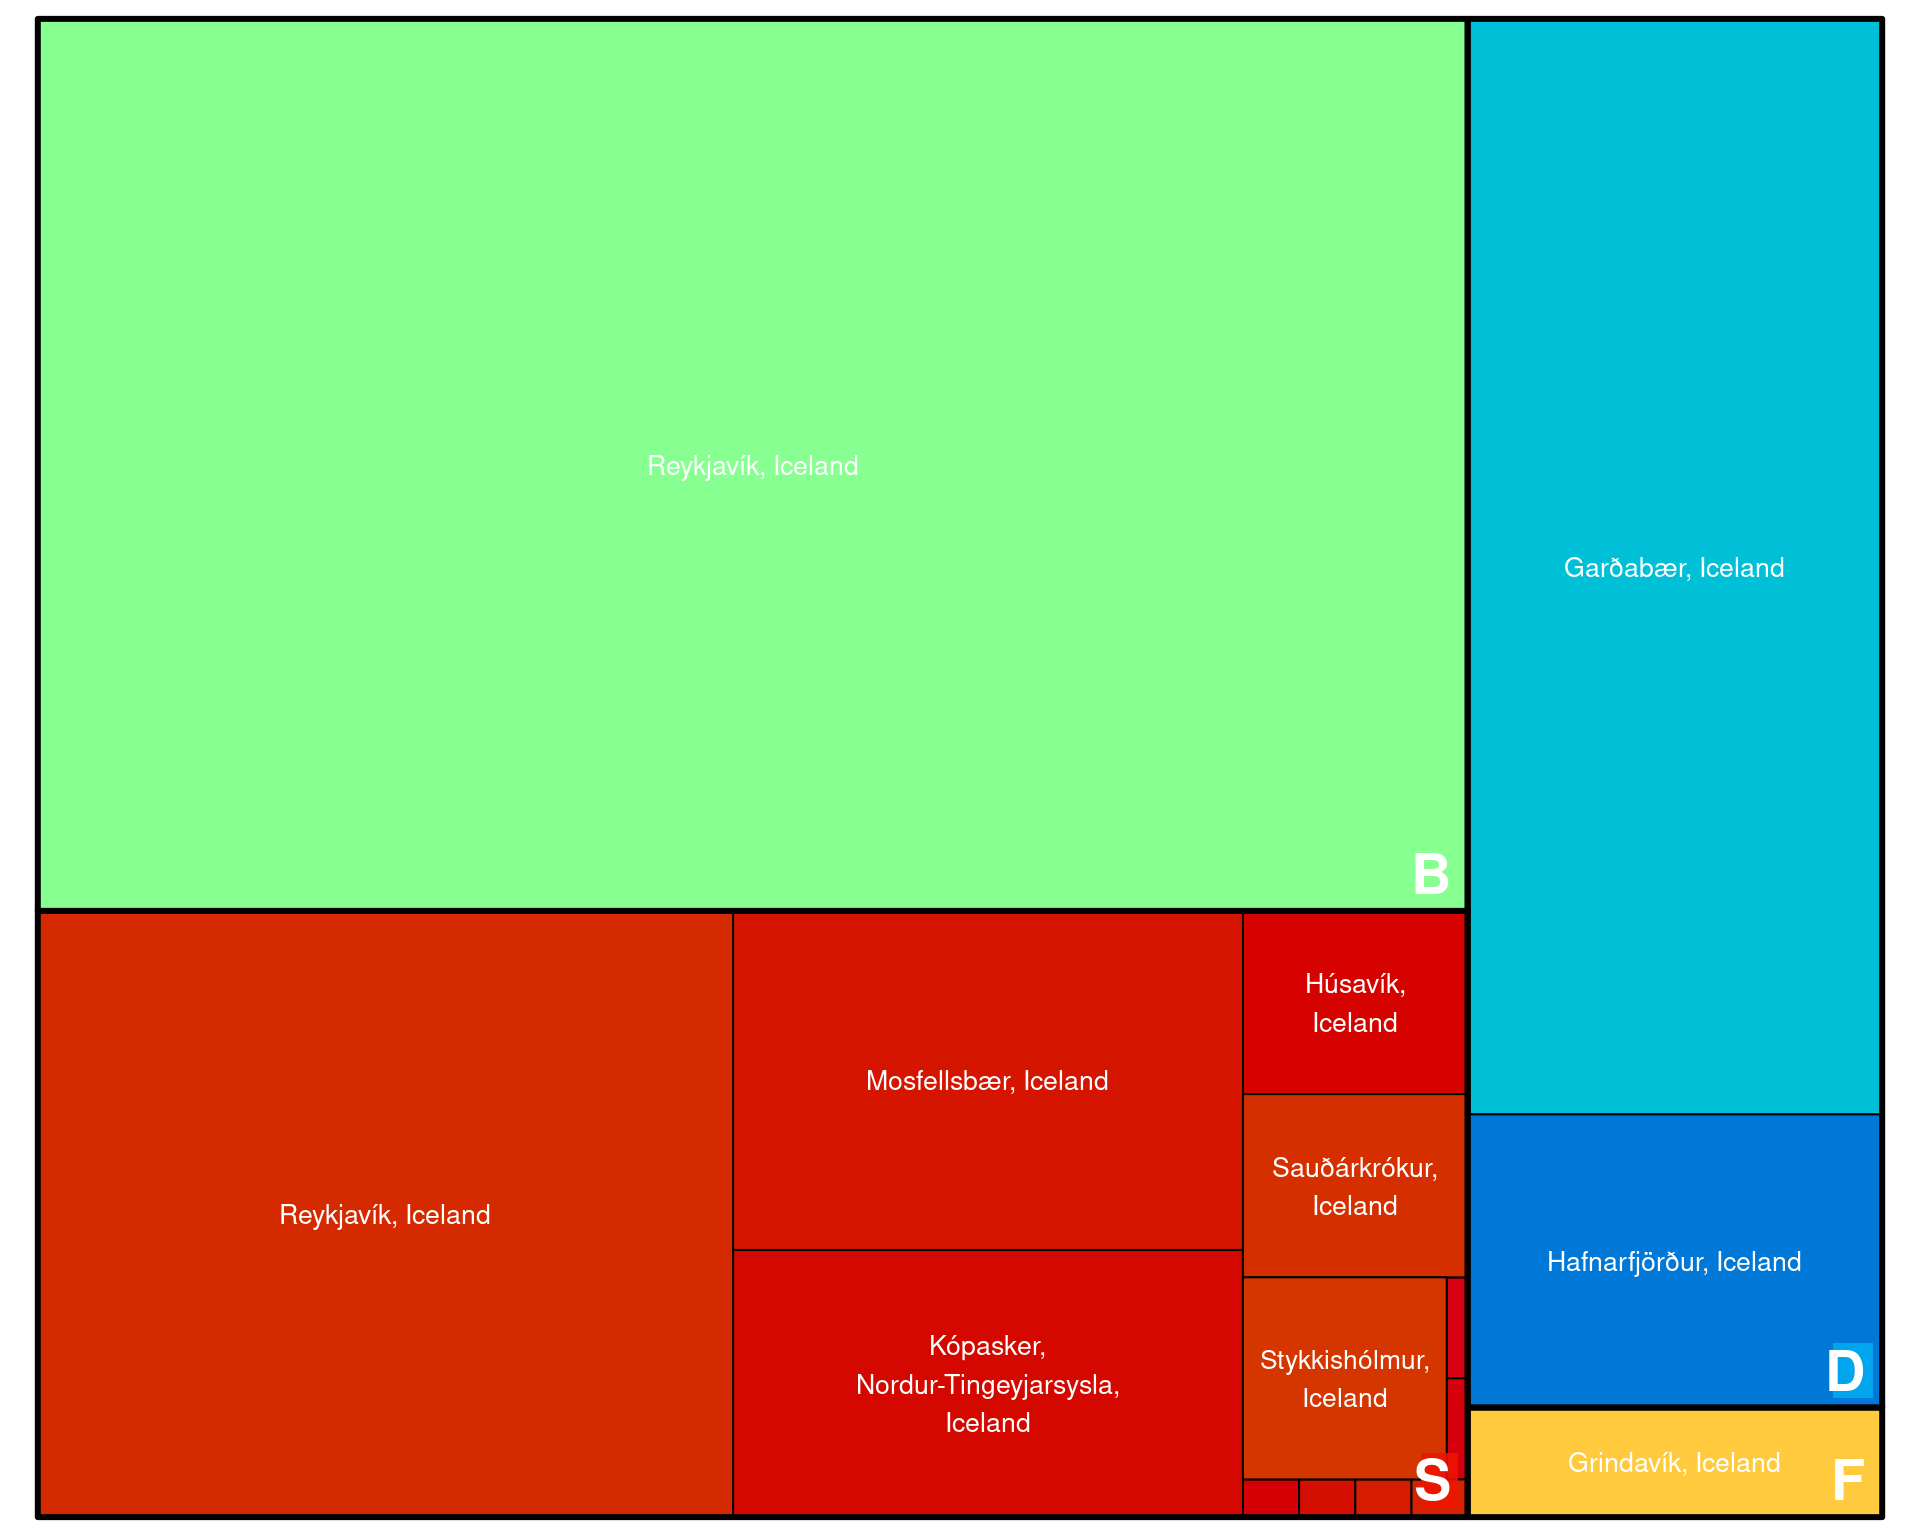 Reykjavík, Iceland
B
Garðabær, Iceland
Hafnarfjörður, Iceland
D
Grindavík, Iceland
F
Reykjavík, Iceland
Mosfellsbær, Iceland
Kópasker,
Nordur-Tingeyjarsysla,
Iceland
Húsavík,
Iceland
Sauðárkrókur,
Iceland
Stykkishólmur,
Iceland
S